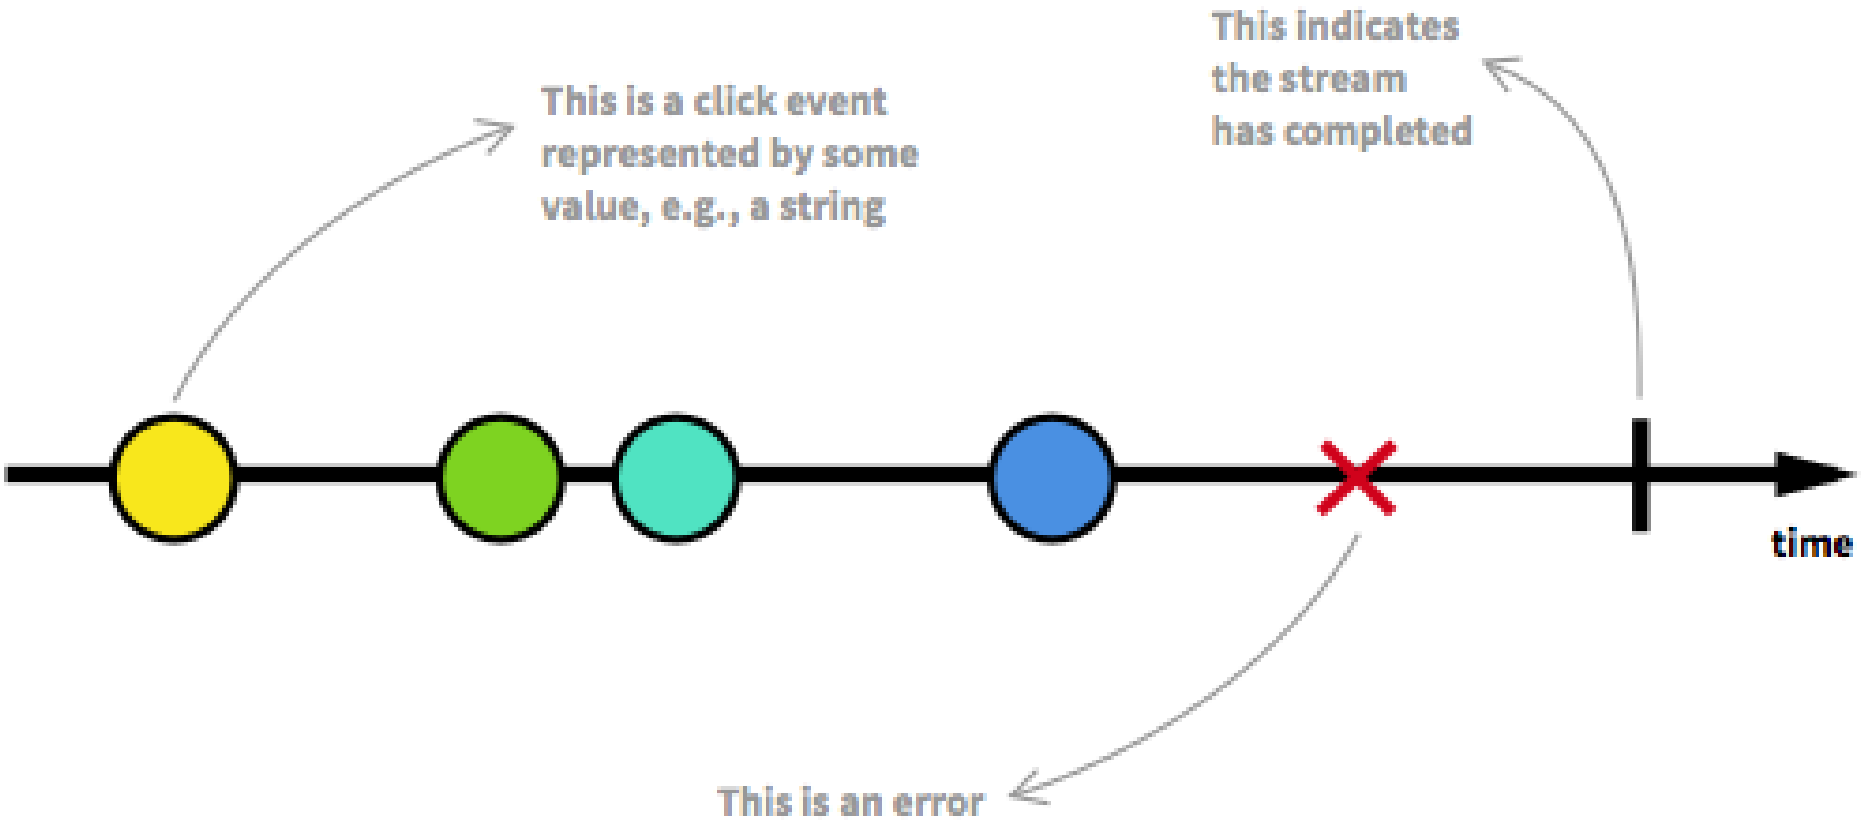 This indicates
the stream
has completed
This is a click event
represented by some
value, e.g., a string
time
This is an error